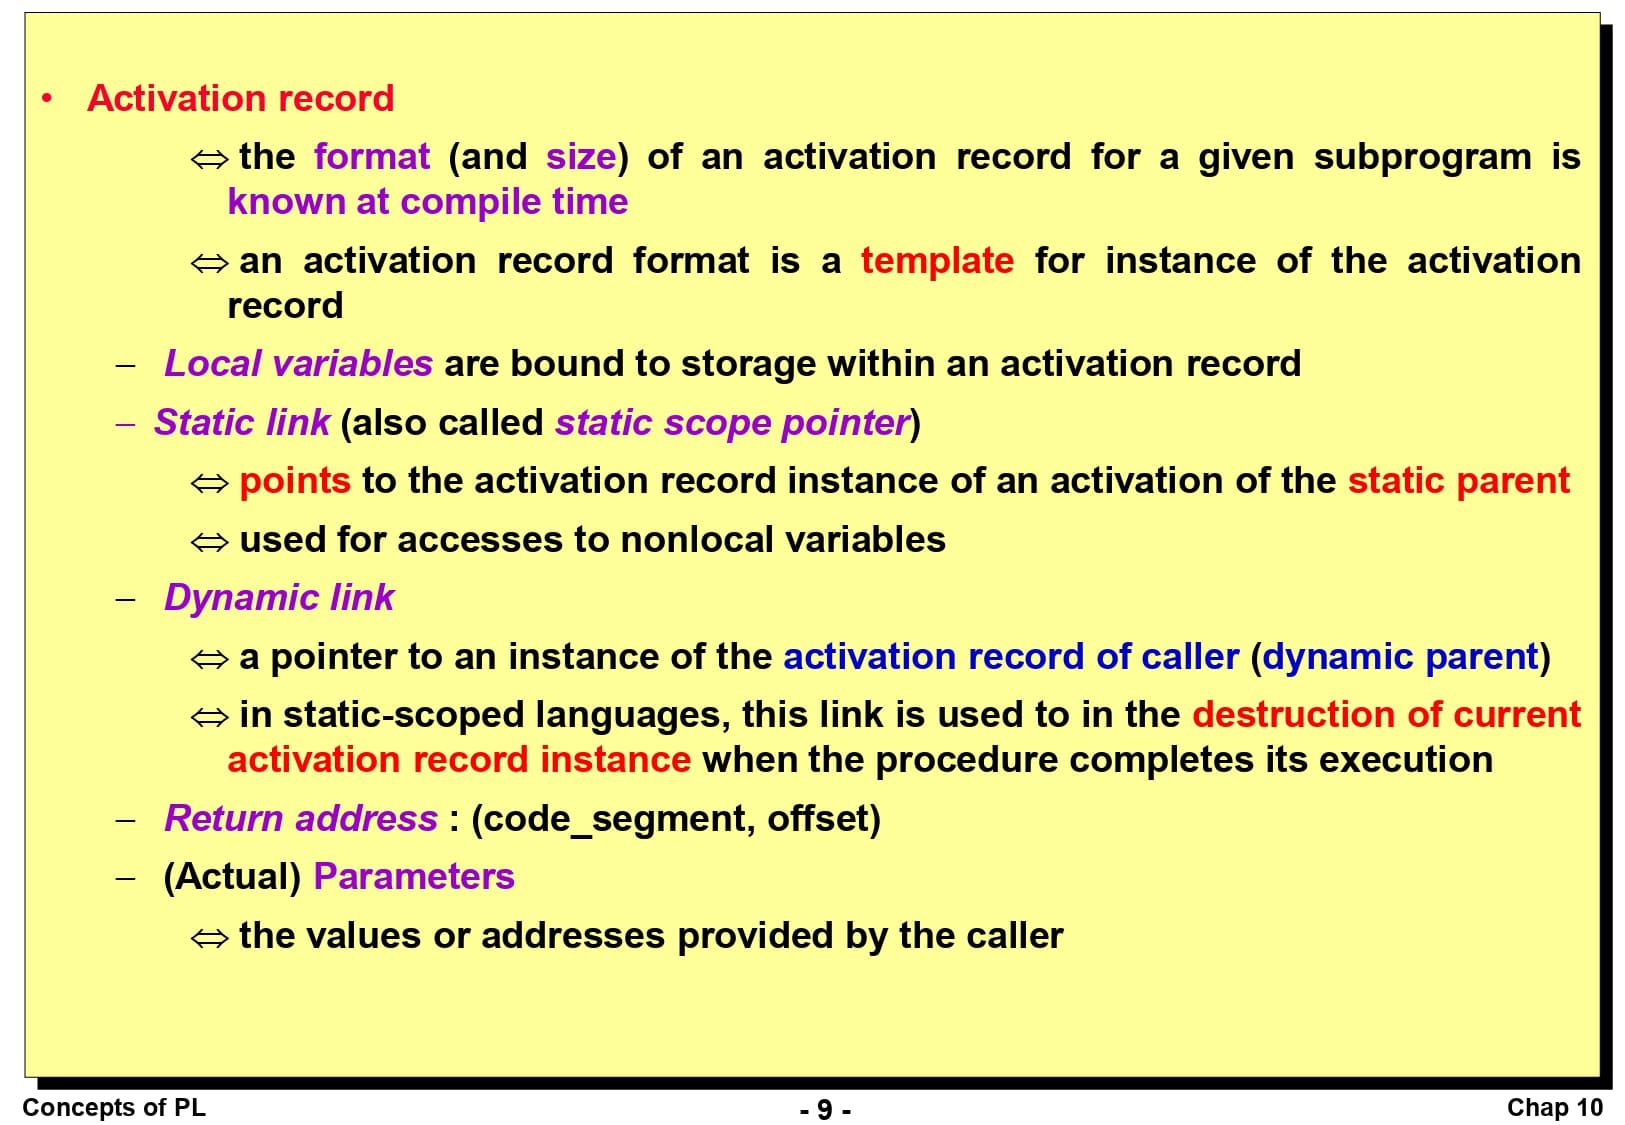 • Activation record
⇔ the format (and size) of an activation record for a given subprogram is
known at compile time
⇔ an activation record format is a template for instance of the activation
record
– Local variables are bound to storage within an activation record
– Static link (also called static scope pointer)
⇔ points to the activation record instance of an activation of the static parent
⇔ used for accesses to nonlocal variables
– Dynamic link
⇔ a pointer to an instance of the activation record of caller (dynamic parent)
⇔ in static-scoped languages, this link is used to in the destruction of current
activation record instance when the procedure completes its execution
– Return address : (code_segment, offset)
– (Actual) Parameters
⇔ the values or addresses provided by the caller
Concepts of PL - 9 - Chap 10